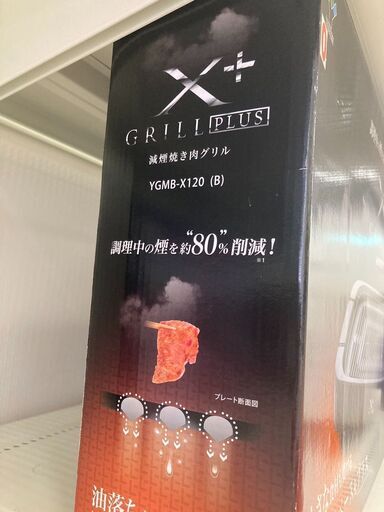 X+
GRILL PLUS
減煙焼き肉グリル
YGMB-X120 (B)
調理中の煙を約“80”%削減!
※1
プレート断面図
油落ち